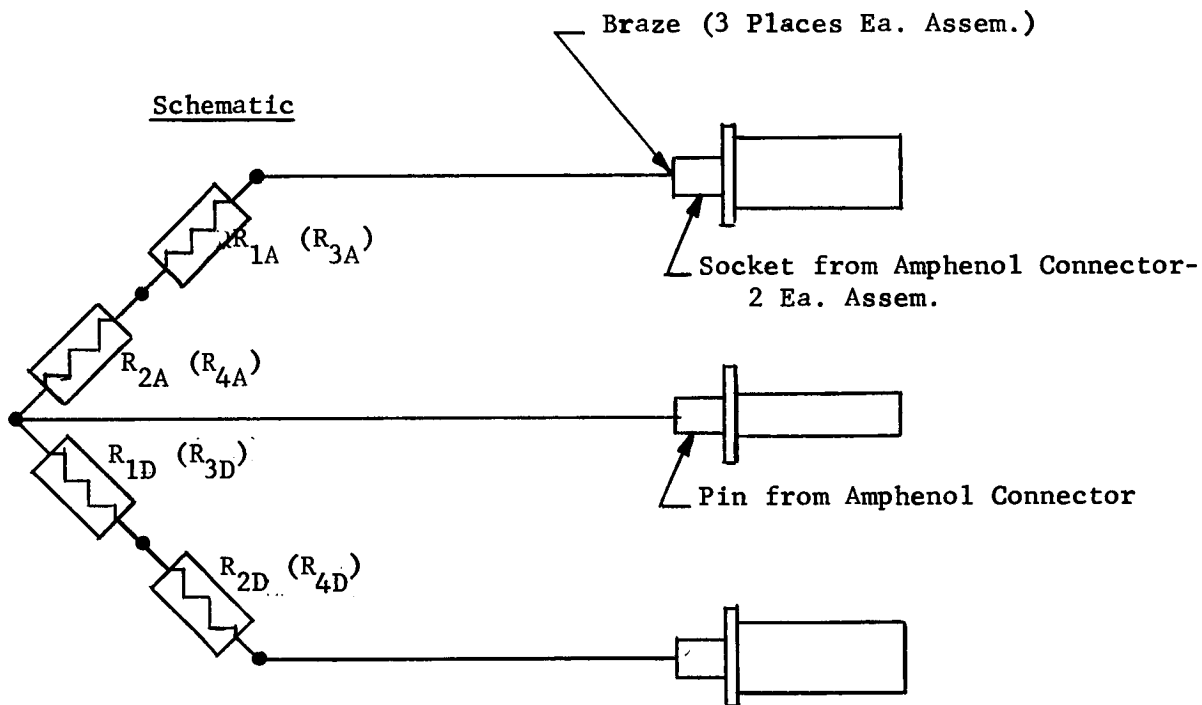 Braze (3 Places Ea. Assem.)
Schematic
R1A (R3A)
Socket from Amphenol Connector-
2 Ea. Assem.
R2A (R4A)
R1D (R3D)
Pin from Amphenol Connector
R2D (R4D)